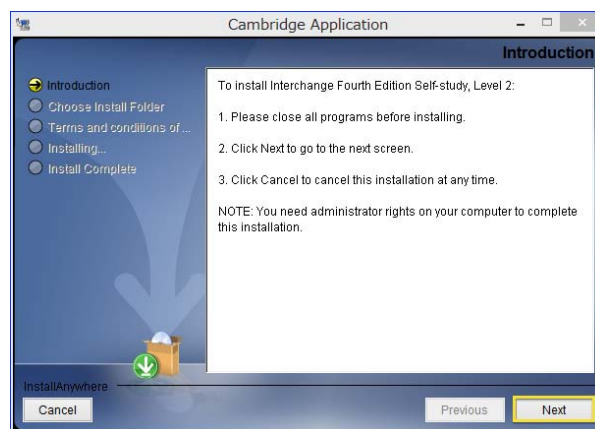 Cambridge Application
Introduction
Introduction
Choose Install Folder
Terms and conditions of ...
Installing...
Install Complete
To install Interchange Fourth Edition Self-study, Level 2:
1. Please close all programs before installing.
2. Click Next to go to the next screen.
3. Click Cancel to cancel this installation at any time.
NOTE: You need administrator rights on your computer to complete
this installation.
InstallAnywhere
Cancel
Previous
Next